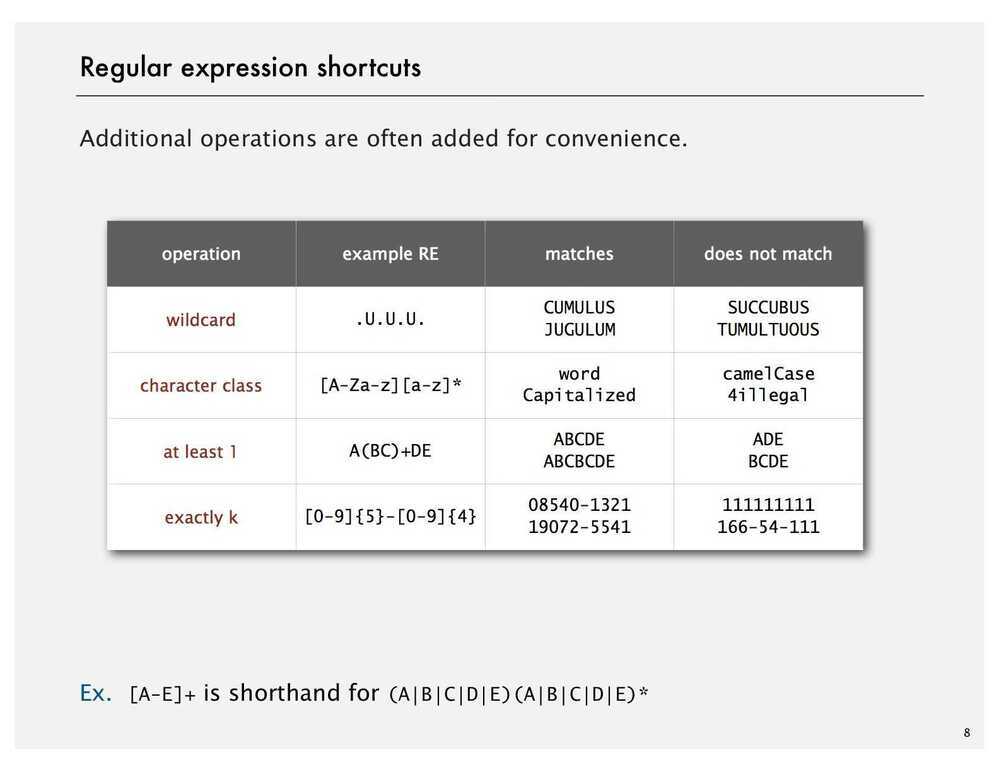 Regular expression shortcuts
Additional operations are often added for convenience.
operation example RE matches does not match
wildcard .U.U.U. CUMULUS SUCCUBUS
JUGULUM TUMULTUOUS
character class [A-Za-z][a-z]* word camelCase
Capitalized 4illegal
at least 1 A(BC)+DE ABCDE ADE
ABCBCDE BCDE
exactly k [0-9]{5}-[0-9]{4} 08540-1321 111111111
19072-5541 166-54-111
Ex. [A-E]+ is shorthand for (A|B|C|D|E)(A|B|C|D|E)*
8